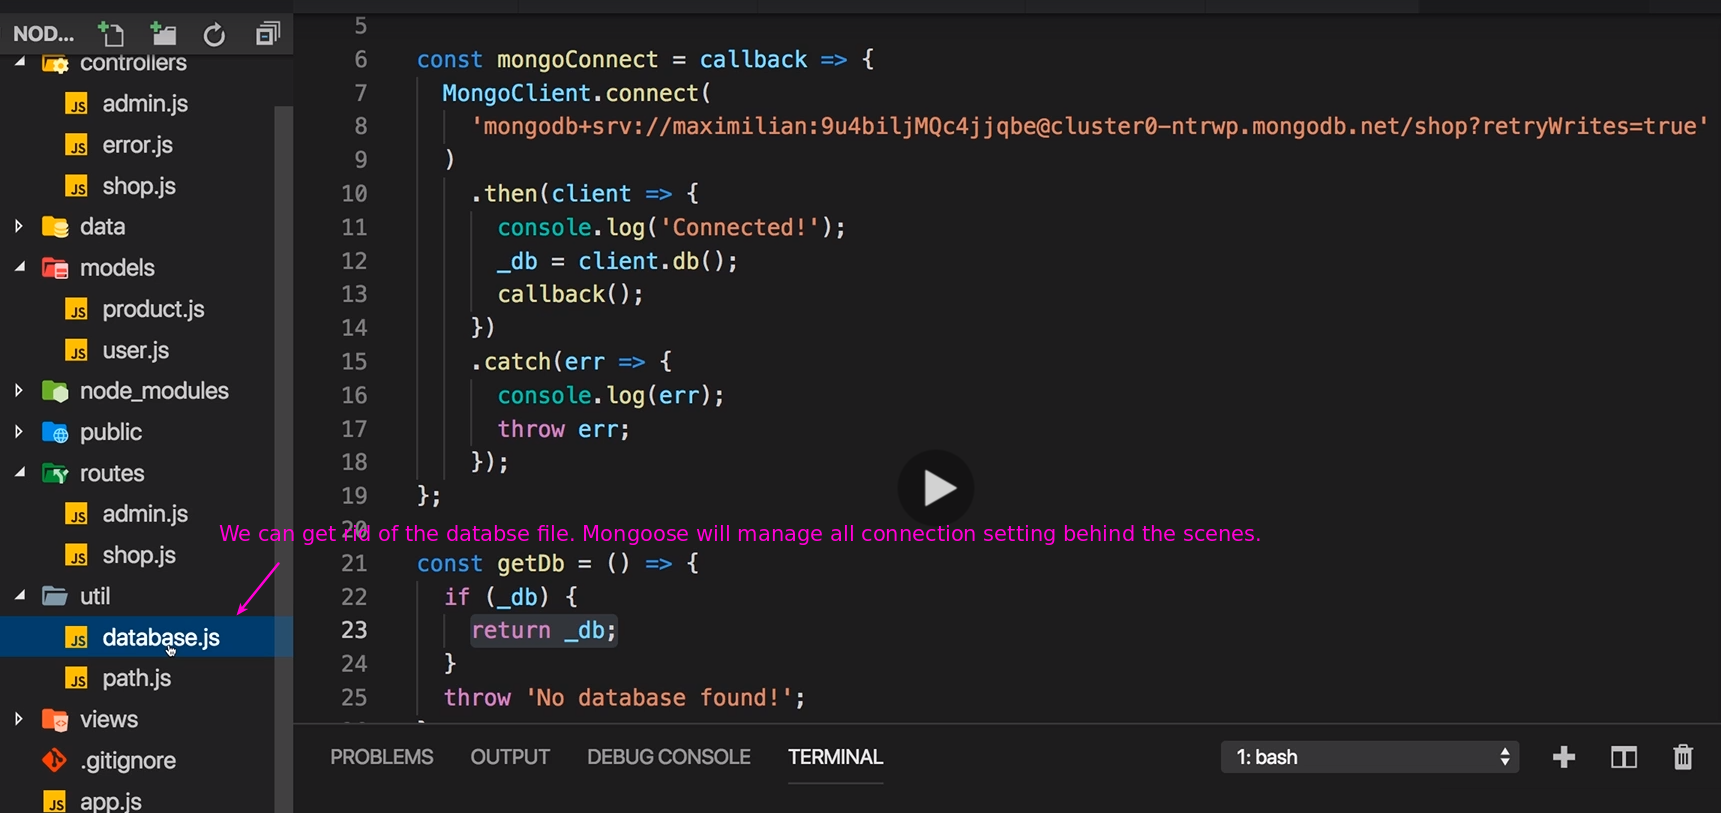 NOD...
controllers
admin.js
error.js
shop.js
data
models
product.js
user.js
node_modules
public
routes
admin.js
shop.js
util
database.js
path.js
views
.gitignore
app.js
5
6 const mongoConnect = callback => {
7 MongoClient.connect(
8 'mongodb+srv://maximilian:9u4biljMQc4jjqbe@cluster0-ntrwp.mongodb.net/shop?retryWrites=true'
9 )
10 .then(client => {
11 console.log('Connected!');
12 _db = client.db();
13 callback();
14 })
15 .catch(err => {
16 console.log(err);
17 throw err;
18 });
19 };
20
We can get rid of the databse file. Mongoose will manage all connection setting behind the scenes.
21 const getDb = () => {
22 if (_db) {
23 return _db;
24 }
25 throw 'No database found!';
PROBLEMS OUTPUT DEBUG CONSOLE TERMINAL 1: bash